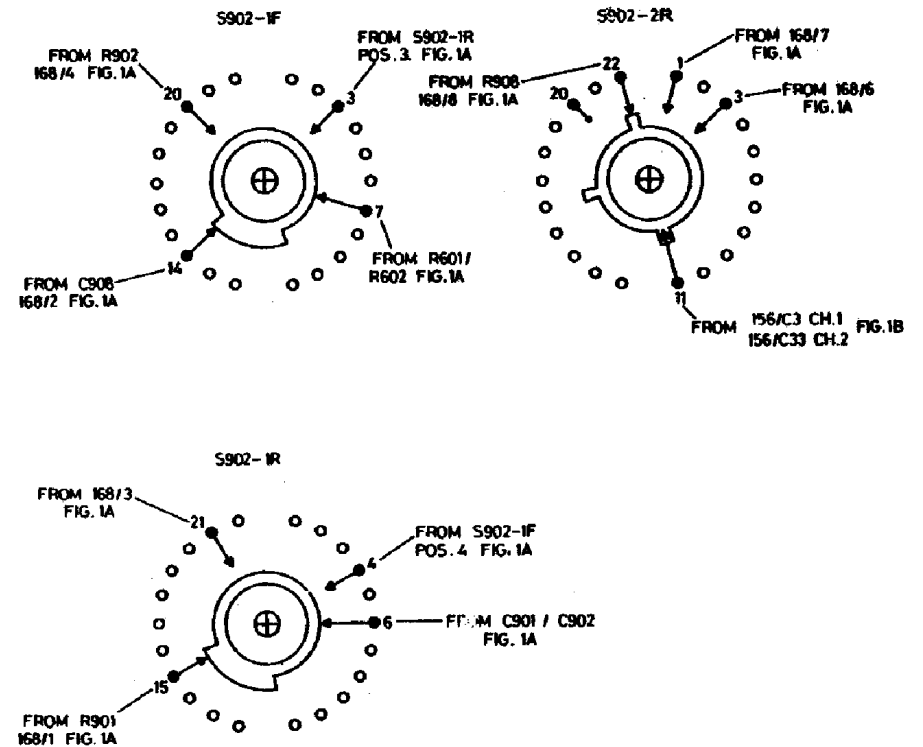 S902-1F
FROM R902
168/4 FIG.1A
FROM S902-1R
POS.3. FIG.1A
20
3
7
14
FROM R601/
R602 FIG.1A
FROM C908
168/2 FIG.1A
S902-2R
FROM R908
168/8 FIG.1A
FROM 168/7
FIG.1A
22
1
20
3
FROM 168/6
FIG.1A
11
FROM 156/C3 CH.1 FIG.1B
156/C33 CH.2
S902-1R
FROM 168/3
FIG.1A
21
FROM S902-1F
POS.4 FIG.1A
4
6
FROM C901 / C902
FIG.1A
15
FROM R901
168/1 FIG.1A